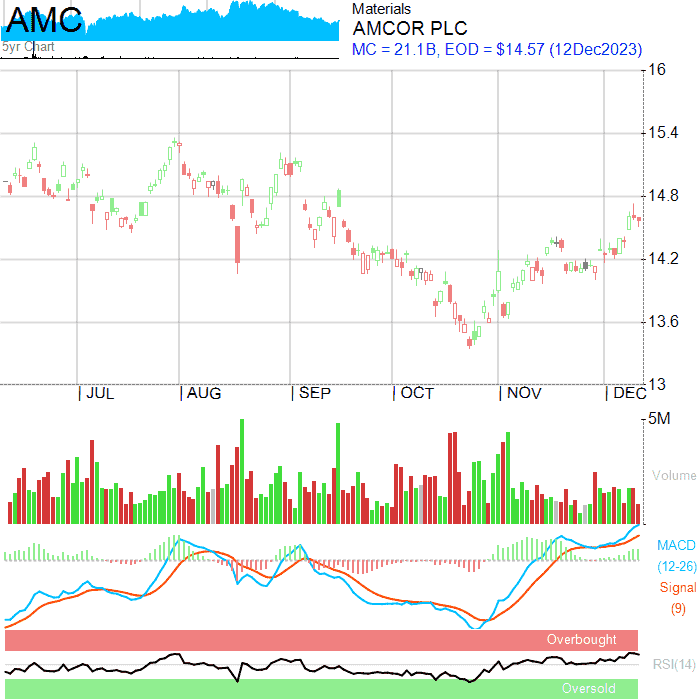 AMC
5yr Chart
Materials
AMCOR PLC
MC = 21.1B, EOD = $14.57 (12Dec2023)
16
15.4
14.8
14.2
13.6
13
JUL AUG SEP OCT NOV DEC
5M
Volume
MACD
(12-26)
Signal
(9)
Overbought
RSI(14)
Oversold